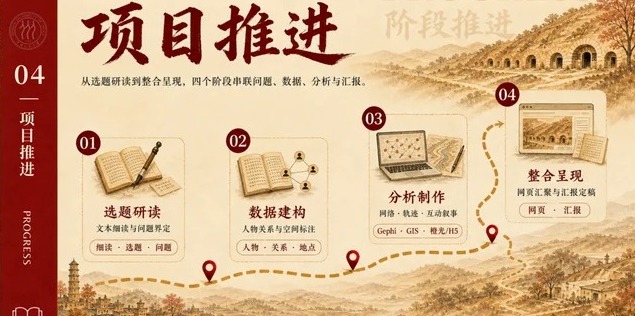 04
项目推进
PROGRESS
项目推进
阶段推进
从选题研读到整合呈现，四个阶段串联问题、数据、分析与汇报。
01
选题研读
文本细读与问题界定
细读 · 选题 · 问题
02
数据建构
人物关系与空间标注
人物 · 关系 · 地点
03
分析制作
网络 · 轨迹 · 互动叙事
Gephi · GIS · 橙光/H5
04
整合呈现
网页汇聚与汇报定稿
网页 · 汇报